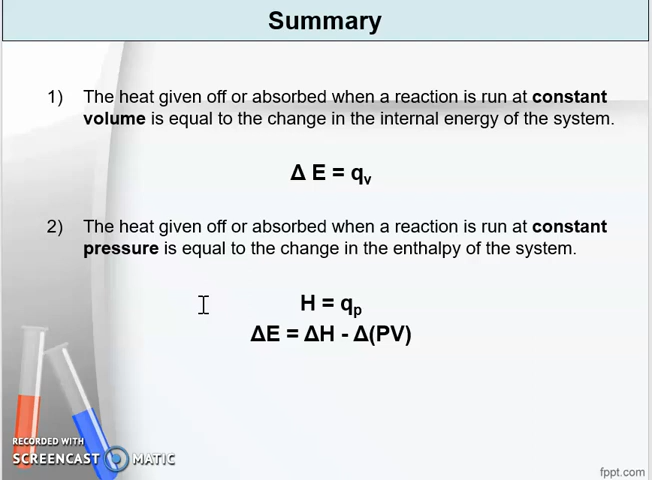 Summary
1) The heat given off or absorbed when a reaction is run at constant
volume is equal to the change in the internal energy of the system.
Δ E = qᵥ
2) The heat given off or absorbed when a reaction is run at constant
pressure is equal to the change in the enthalpy of the system.
H = qₚ
ΔE = ΔH - Δ(PV)
RECORDED WITH
SCREENCAST MATIC
fppt.com